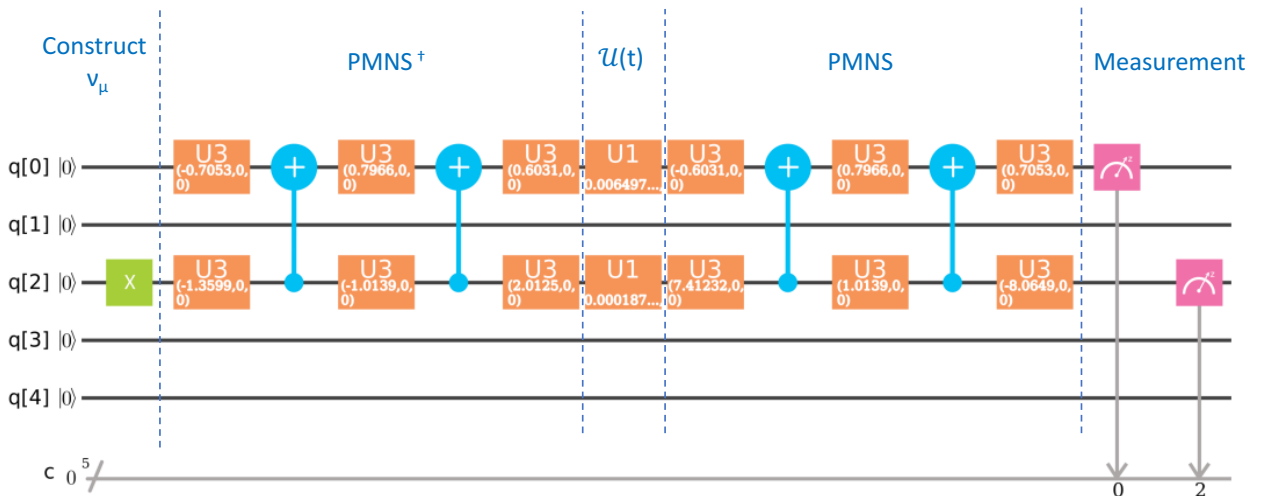 Construct
νμ
PMNS †
𝒰(t)
PMNS
Measurement
q[0] |0⟩
U3
(-0.7053,0,
0)
+
U3
(0.7966,0,
0)
+
U3
(0.6031,0,
0)
U1
0.006497...,
U3
(-0.6031,0,
0)
+
U3
(0.7966,0,
0)
+
U3
(0.7053,0,
0)
z
q[1] |0⟩
q[2] |0⟩
X
U3
(-1.3599,0,
0)
U3
(-1.0139,0,
0)
U3
(2.0125,0,
0)
U1
0.000187...,
U3
(7.41232,0,
0)
U3
(1.0139,0,
0)
U3
(-8.0649,0,
0)
z
q[3] |0⟩
q[4] |0⟩
c 0 5
0
2